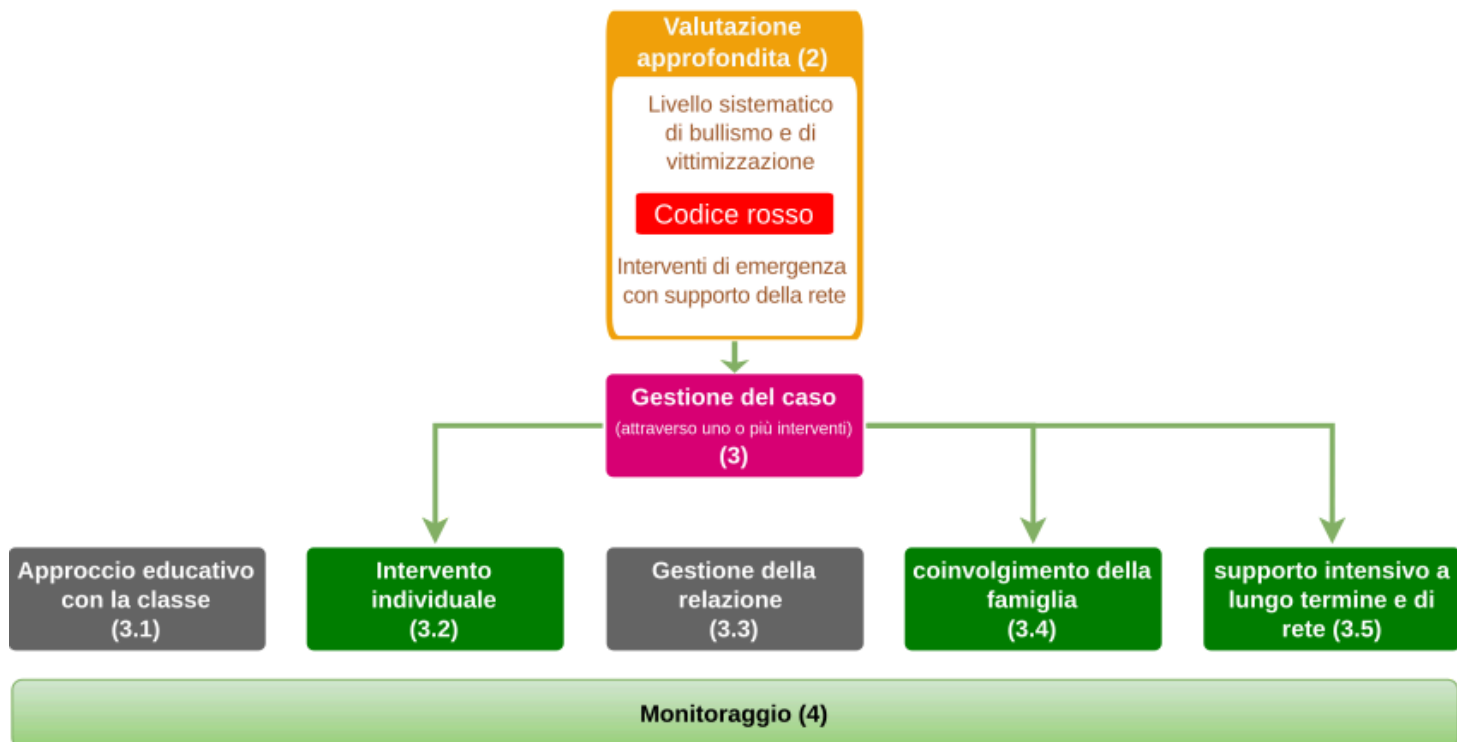 Valutazione
approfondita (2)
Livello sistematico
di bullismo e di
vittimizzazione
Codice rosso
Interventi di emergenza
con supporto della rete
Gestione del caso
(attraverso uno o più interventi)
(3)
Approccio educativo
con la classe
(3.1)
Intervento
individuale
(3.2)
Gestione della
relazione
(3.3)
coinvolgimento della
famiglia
(3.4)
supporto intensivo a
lungo termine e di
rete (3.5)
Monitoraggio (4)